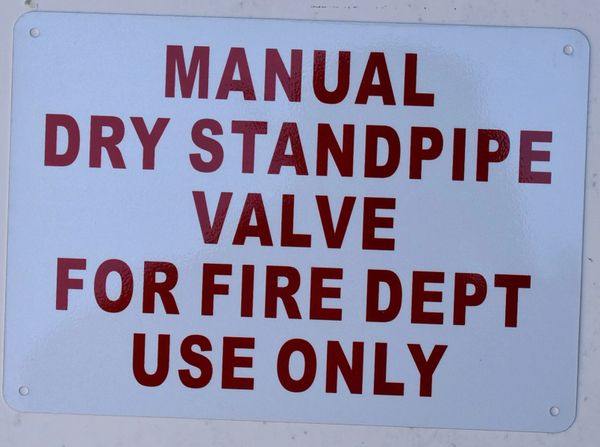 MANUAL
DRY STANDPIPE
VALVE
FOR FIRE DEPT
USE ONLY